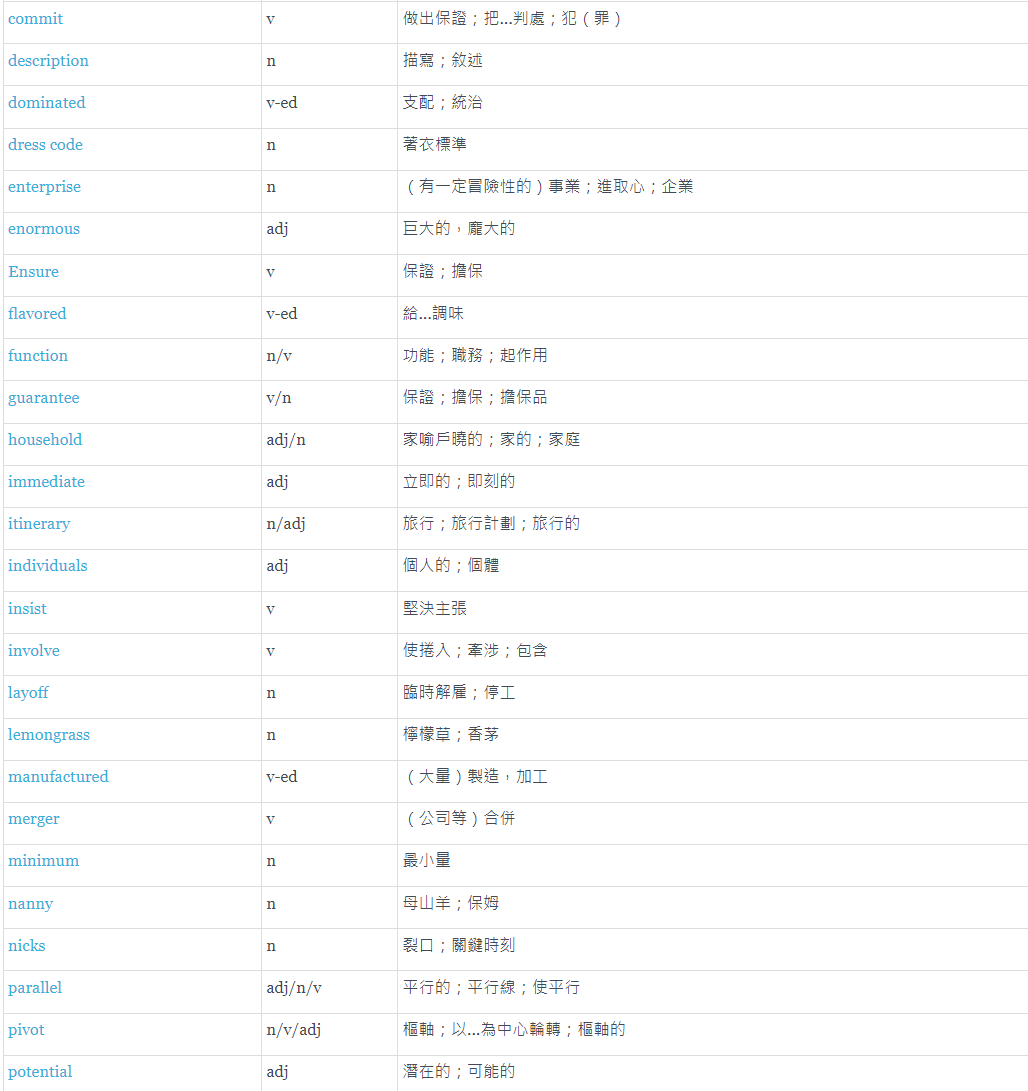 commit v 做出保證；把...判處；犯（罪）
description n 描寫；敘述
dominated v-ed 支配；統治
dress code n 著衣標準
enterprise n （有一定冒險性的）事業；進取心；企業
enormous adj 巨大的，龐大的
Ensure v 保證；擔保
flavored v-ed 給...調味
function n/v 功能；職務；起作用
guarantee v/n 保證；擔保；擔保品
household adj/n 家喻戶曉的；家的；家庭
immediate adj 立即的；即刻的
itinerary n/adj 旅行；旅行計劃；旅行的
individuals adj 個人的；個體
insist v 堅決主張
involve v 使捲入；牽涉；包含
layoff n 臨時解雇；停工
lemongrass n 檸檬草；香茅
manufactured v-ed （大量）製造，加工
merger v （公司等）合併
minimum n 最小量
nanny n 母山羊；保姆
nicks n 裂口；關鍵時刻
parallel adj/n/v 平行的；平行線；使平行
pivot n/v/adj 樞軸；以...為中心輪轉；樞軸的
potential adj 潛在的；可能的